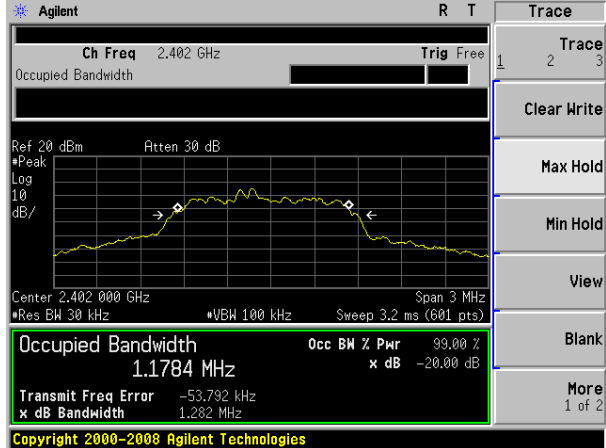 Agilent R T Trace
Ch Freq 2.402 GHz Trig Free
Occupied Bandwidth
Trace
1 2 3
Clear Write
Max Hold
Min Hold
View
Blank
More
1 of 2
Ref 20 dBm Atten 30 dB
#Peak
Log
10
dB/
Center 2.402 000 GHz Span 3 MHz
#Res BW 30 kHz #VBW 100 kHz Sweep 3.2 ms (601 pts)
Occupied Bandwidth Occ BW % Pwr 99.00 %
1.1784 MHz x dB -20.00 dB
Transmit Freq Error -53.792 kHz
x dB Bandwidth 1.282 MHz
Copyright 2000-2008 Agilent Technologies